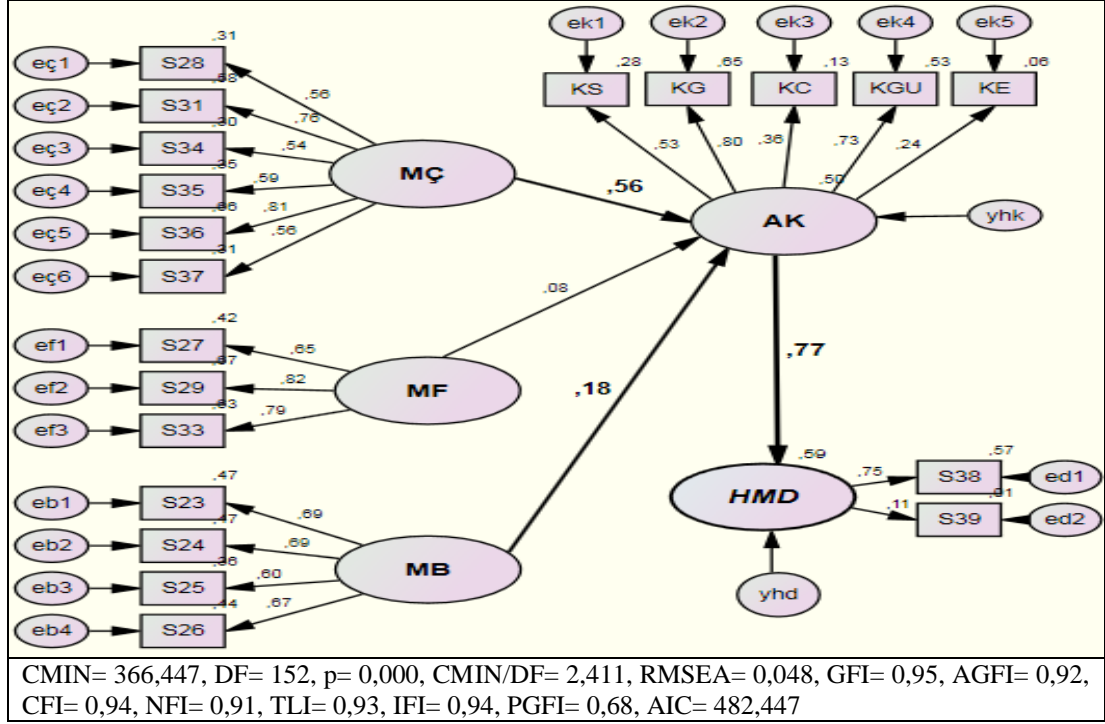 ek1 ek2 ek3 ek4 ek5
,28 ,65 ,13 ,53 ,06
KS KG KC KGU KE
,53 ,80 ,36 ,73 ,24
,31
eç1 S28 ,56
,58
eç2 S31 ,76
,30
eç3 S34 ,54
,35
eç4 S35 ,59
,66
eç5 S36 ,81
,31
eç6 S37 ,56
MÇ
,56
,50
AK
yhk
,08
,42
ef1 S27 ,65
,67
ef2 S29 ,82
,63
ef3 S33 ,79
MF
,18
,77
,47
eb1 S23 ,69
,47
eb2 S24 ,69
,36
eb3 S25 ,60
,44
eb4 S26 ,67
MB
,59
HMD
,75 S38 ,57 ed1
,11 S39 ,01 ed2
yhd
CMIN= 366,447, DF= 152, p= 0,000, CMIN/DF= 2,411, RMSEA= 0,048, GFI= 0,95, AGFI= 0,92,
CFI= 0,94, NFI= 0,91, TLI= 0,93, IFI= 0,94, PGFI= 0,68, AIC= 482,447